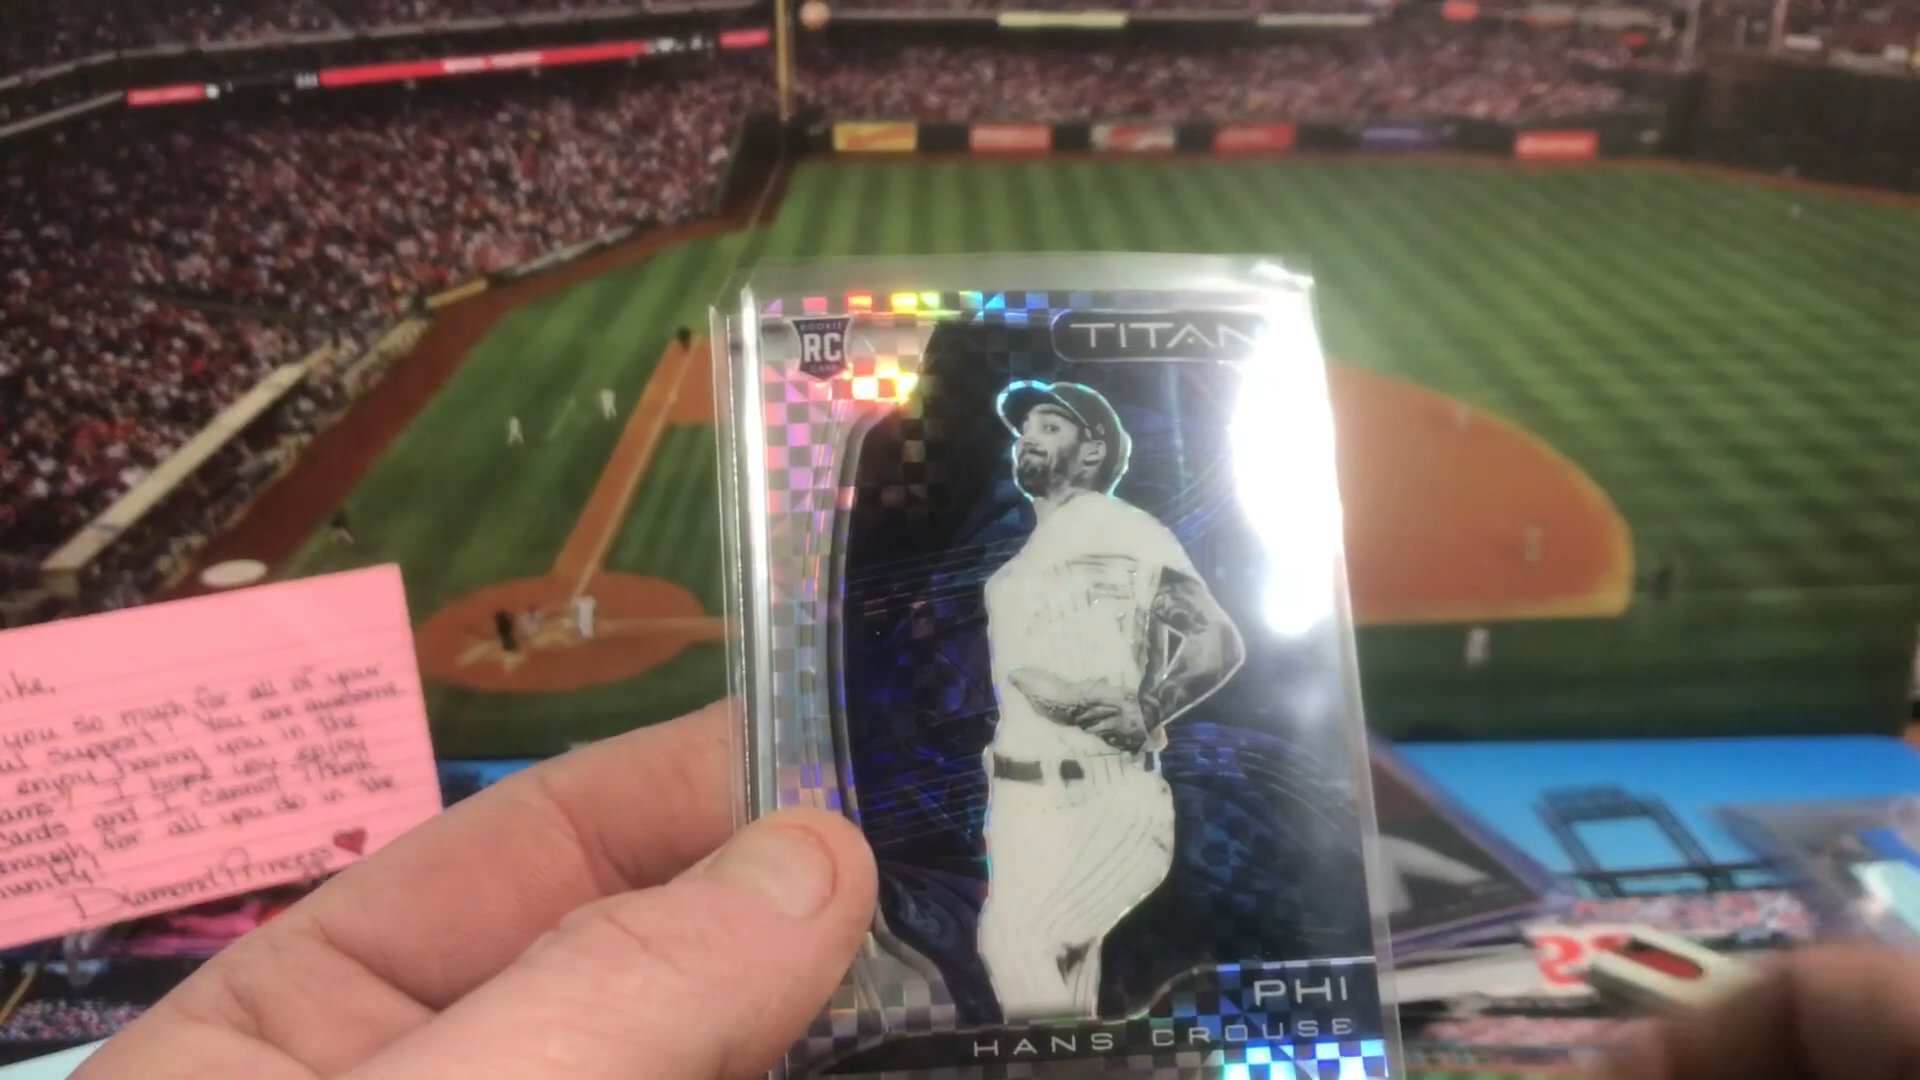 ROOKIE
RC
CARD
TITAN
PHI
HANS CROUSE
ike,
you so much for all of your
support! You are awesome
enjoy having you in the
I hope you enjoy
cards and I cannot thank
enough for all you do in the
munity!
Diamond Princess